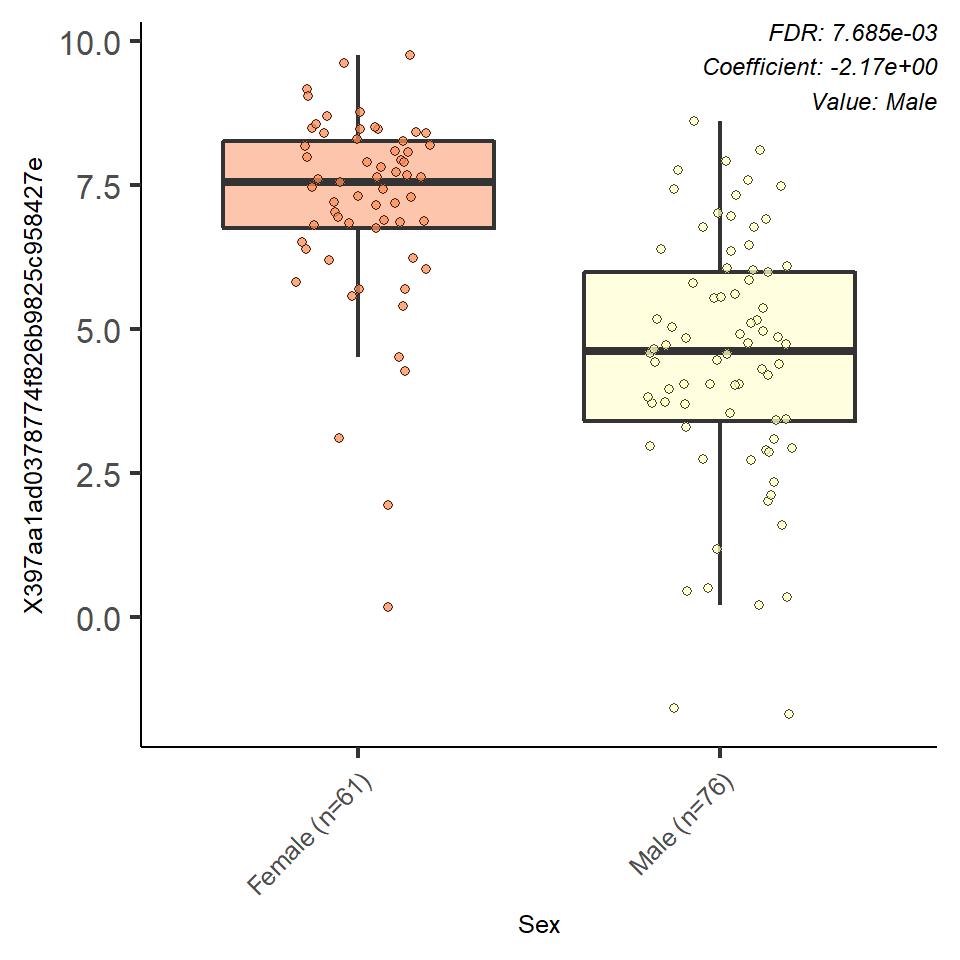 FDR: 7.685e-03
Coefficient: -2.17e+00
Value: Male
X397aa1ad0378774f826b9825c958427e
10.0
7.5
5.0
2.5
0.0
Female (n=61)
Male (n=76)
Sex